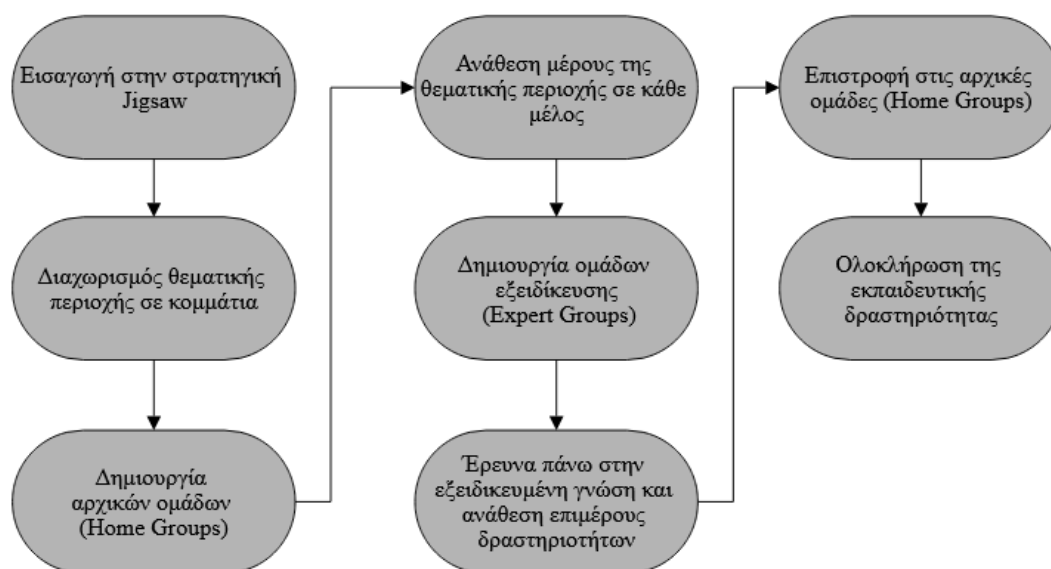 Εισαγωγή στην στρατηγική
Jigsaw
Διαχωρισμός θεματικής
περιοχής σε κομμάτια
Δημιουργία
αρχικών ομάδων
(Home Groups)
Ανάθεση μέρους της
θεματικής περιοχής σε κάθε
μέλος
Δημιουργία ομάδων
εξειδίκευσης
(Expert Groups)
Έρευνα πάνω στην
εξειδικευμένη γνώση και
ανάθεση επιμέρους
δραστηριοτήτων
Επιστροφή στις αρχικές
ομάδες (Home Groups)
Ολοκλήρωση της
εκπαιδευτικής
δραστηριότητας